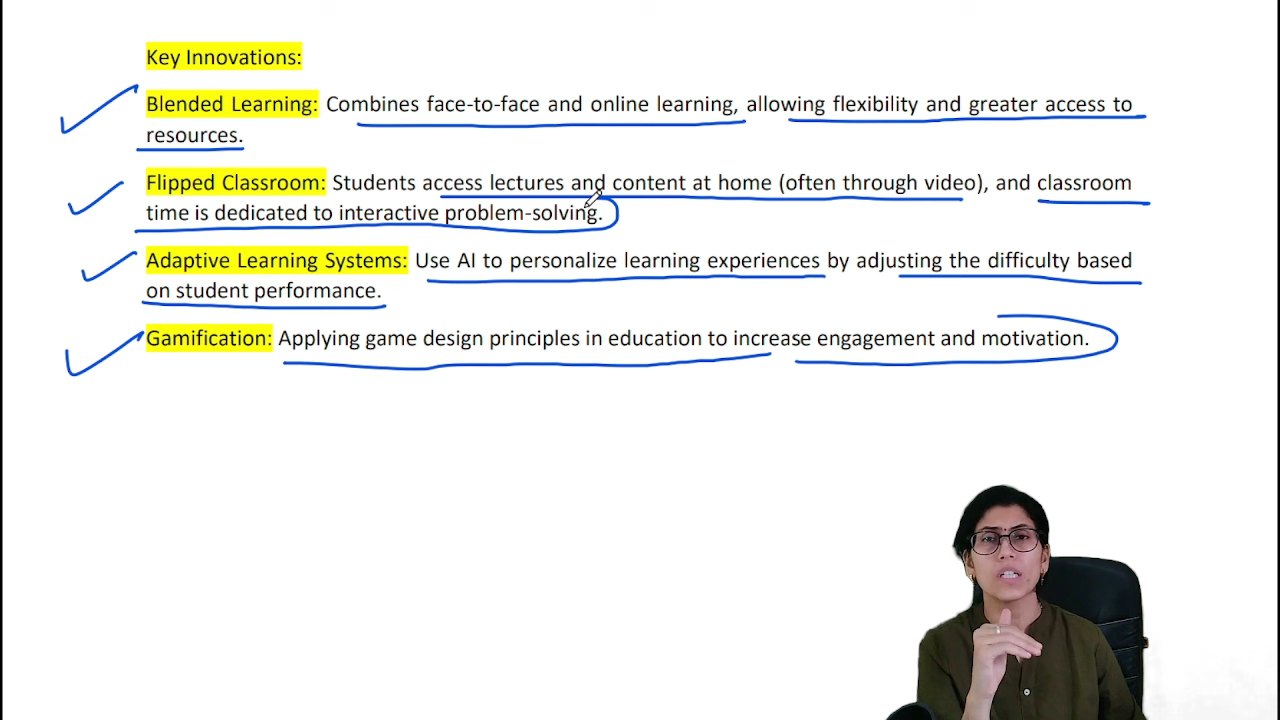 Key Innovations:
Blended Learning: Combines face-to-face and online learning, allowing flexibility and greater access to
resources.
Flipped Classroom: Students access lectures and content at home (often through video), and classroom
time is dedicated to interactive problem-solving.
Adaptive Learning Systems: Use AI to personalize learning experiences by adjusting the difficulty based
on student performance.
Gamification: Applying game design principles in education to increase engagement and motivation.